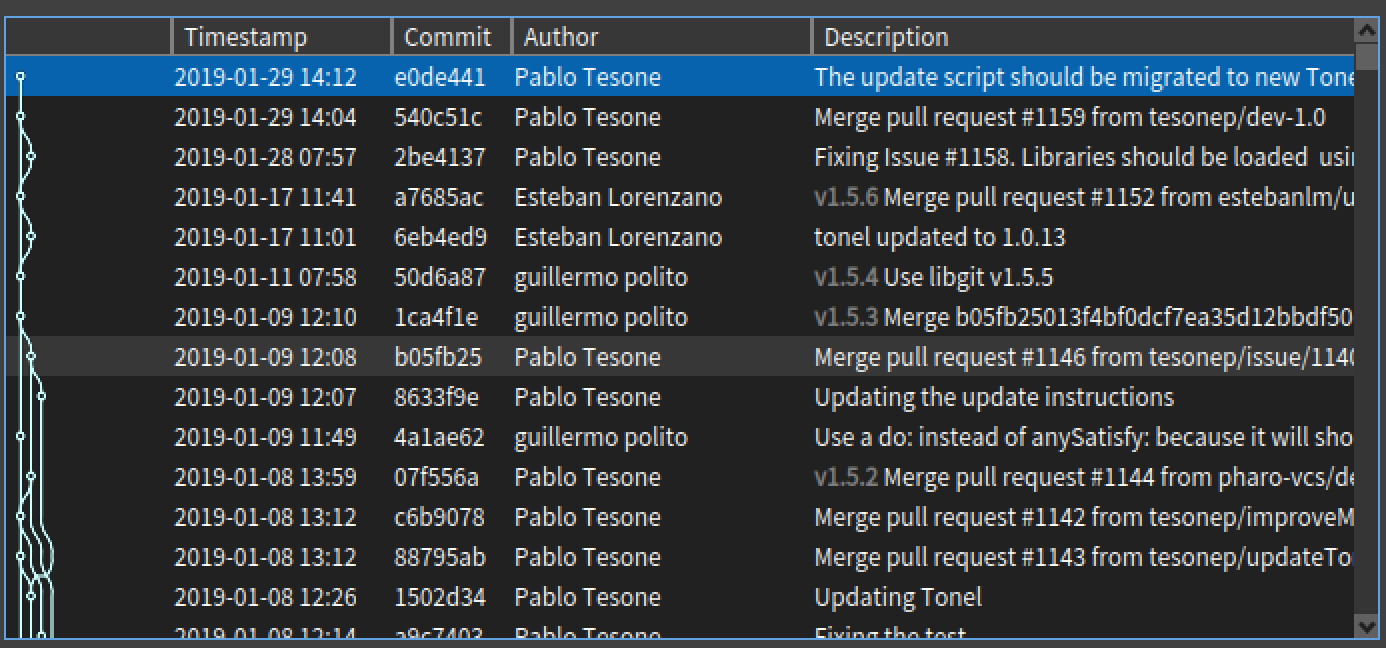 Timestamp Commit Author Description
2019-01-29 14:12 e0de441 Pablo Tesone The update script should be migrated to new Tone
2019-01-29 14:04 540c51c Pablo Tesone Merge pull request #1159 from tesonep/dev-1.0
2019-01-28 07:57 2be4137 Pablo Tesone Fixing Issue #1158. Libraries should be loaded usi
2019-01-17 11:41 a7685ac Esteban Lorenzano v1.5.6 Merge pull request #1152 from estebanlm/u
2019-01-17 11:01 6eb4ed9 Esteban Lorenzano tonel updated to 1.0.13
2019-01-11 07:58 50d6a87 guillermo polito v1.5.4 Use libgit v1.5.5
2019-01-09 12:10 1ca4f1e guillermo polito v1.5.3 Merge b05fb25013f4bf0dcf7ea35d12bbdf50
2019-01-09 12:08 b05fb25 Pablo Tesone Merge pull request #1146 from tesonep/issue/1140
2019-01-09 12:07 8633f9e Pablo Tesone Updating the update instructions
2019-01-09 11:49 4a1ae62 guillermo polito Use a do: instead of anySatisfy: because it will sho
2019-01-08 13:59 07f556a Pablo Tesone v1.5.2 Merge pull request #1144 from pharo-vcs/de
2019-01-08 13:12 c6b9078 Pablo Tesone Merge pull request #1142 from tesonep/improveM
2019-01-08 13:12 88795ab Pablo Tesone Merge pull request #1143 from tesonep/updateTo
2019-01-08 12:26 1502d34 Pablo Tesone Updating Tonel
2019-01-08 12:14 a9c7403 Pablo Tesone Fixing the test